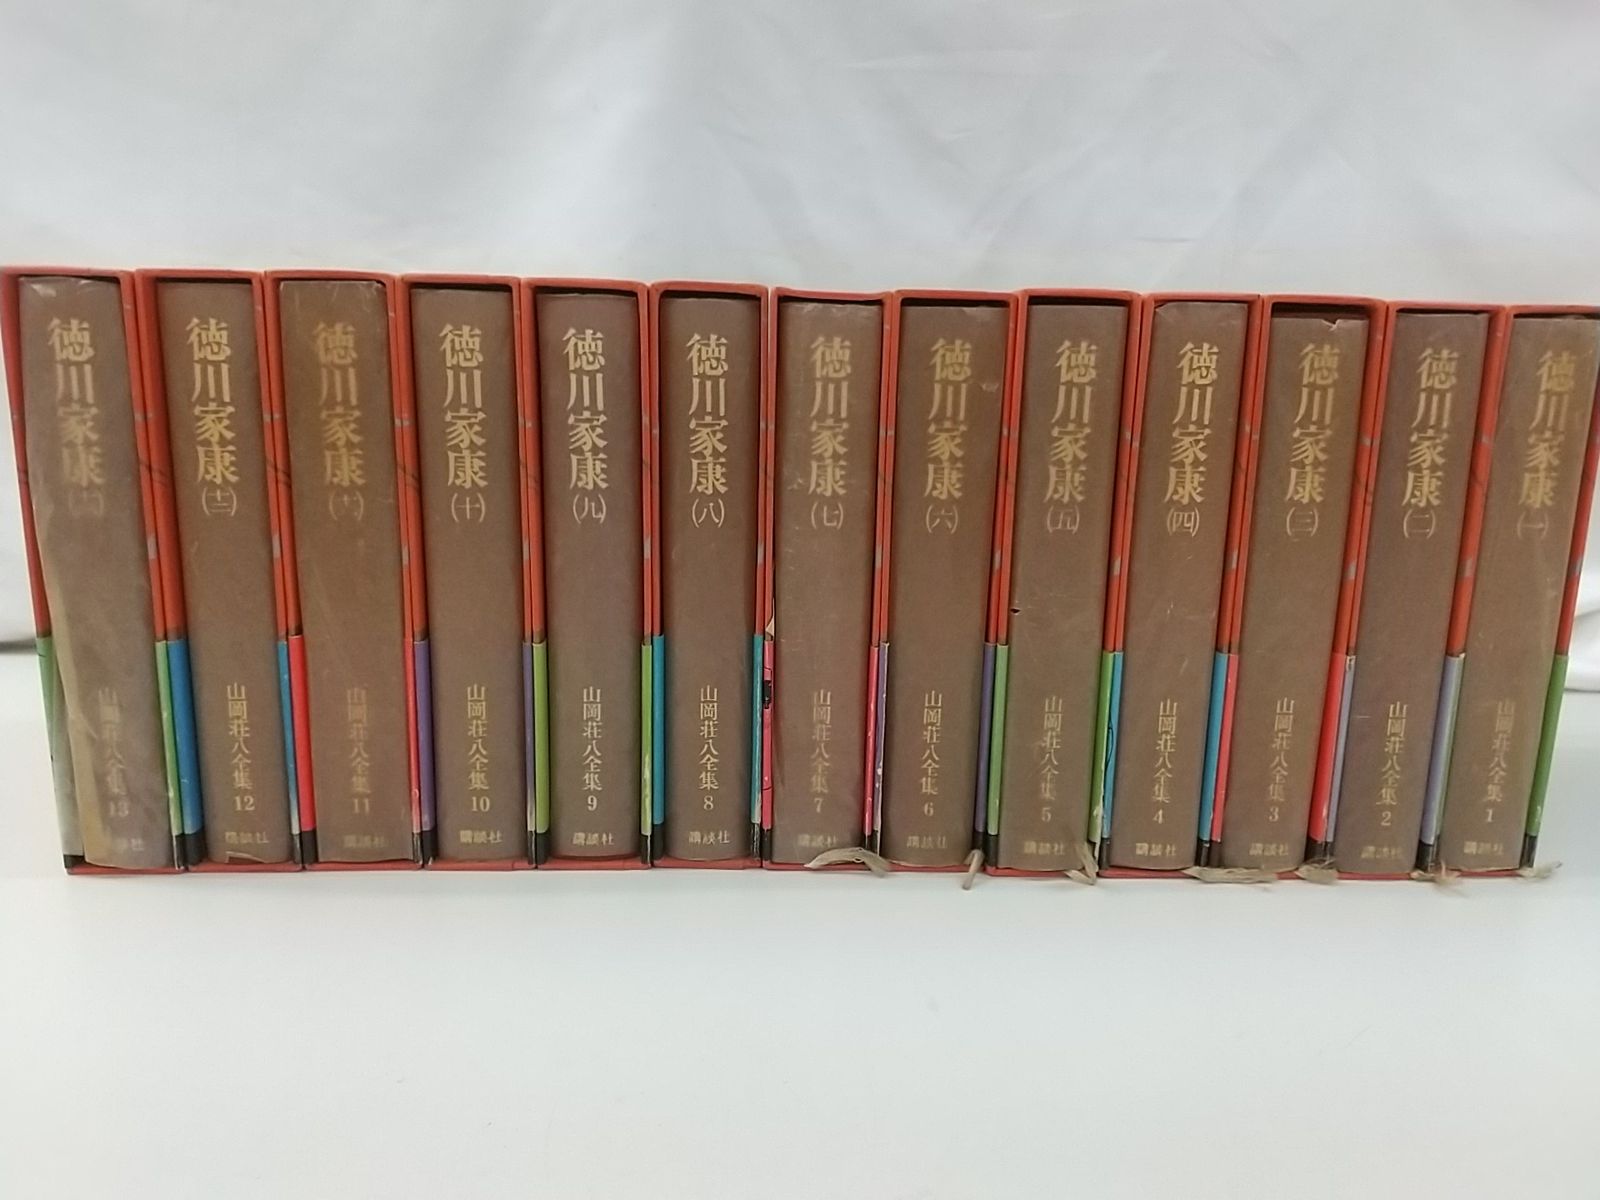 徳川家康(一)
山岡荘八全集 1
講談社
徳川家康(二)
山岡荘八全集 2
講談社
徳川家康(三)
山岡荘八全集 3
講談社
徳川家康(四)
山岡荘八全集 4
講談社
徳川家康(五)
山岡荘八全集 5
講談社
徳川家康(六)
山岡荘八全集 6
講談社
徳川家康(七)
山岡荘八全集 7
講談社
徳川家康(八)
山岡荘八全集 8
講談社
徳川家康(九)
山岡荘八全集 9
講談社
徳川家康(十)
山岡荘八全集 10
講談社
徳川家康(十一)
山岡荘八全集 11
講談社
徳川家康(十二)
山岡荘八全集 12
講談社
徳川家康
山岡荘八全集 13
講談社